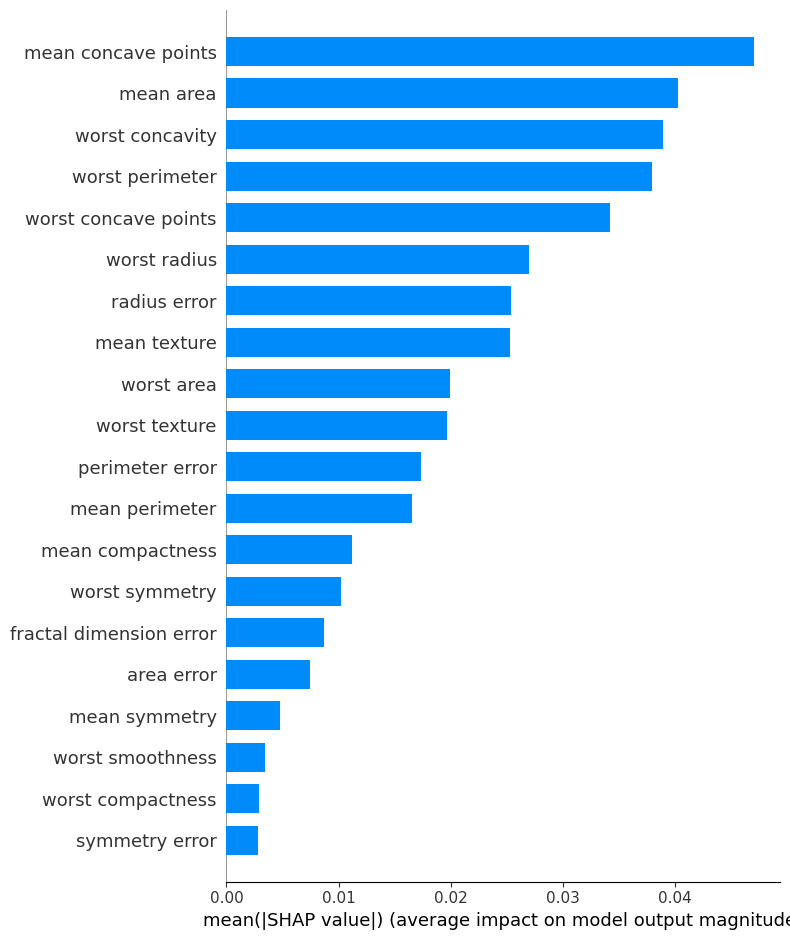 mean concave points
mean area
worst concavity
worst perimeter
worst concave points
worst radius
radius error
mean texture
worst area
worst texture
perimeter error
mean perimeter
mean compactness
worst symmetry
fractal dimension error
area error
mean symmetry
worst smoothness
worst compactness
symmetry error
0.00 0.01 0.02 0.03 0.04
mean(|SHAP value|) (average impact on model output magnitude